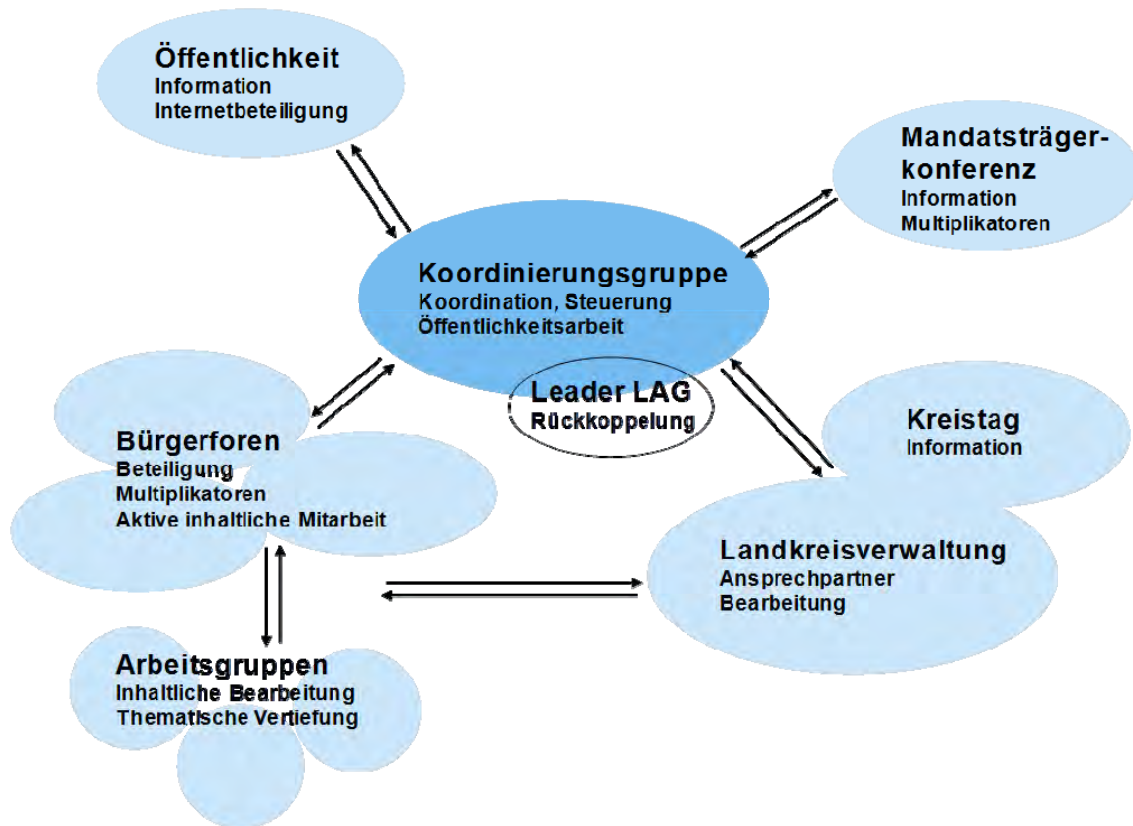 Öffentlichkeit
Information
Internetbeteiligung
Mandatsträger-
konferenz
Information
Multiplikatoren
Koordinierungsgruppe
Koordination, Steuerung
Öffentlichkeitsarbeit
Leader LAG
Rückkoppelung
Kreistag
Information
Bürgerforen
Beteiligung
Multiplikatoren
Aktive inhaltliche Mitarbeit
Landkreisverwaltung
Ansprechpartner
Bearbeitung
Arbeitsgruppen
Inhaltliche Bearbeitung
Thematische Vertiefung